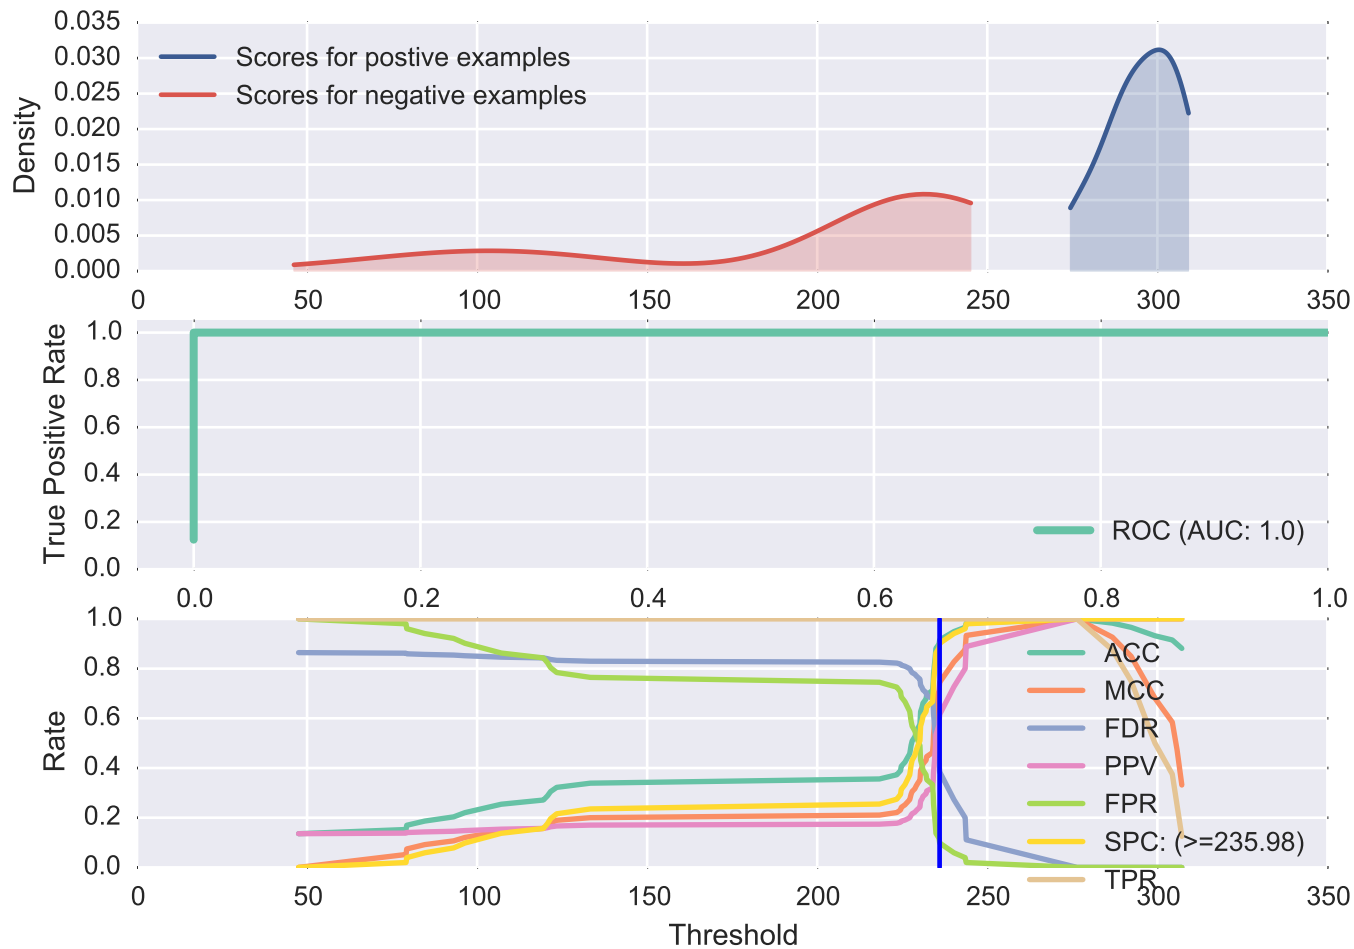 0.035
0.030
0.025
0.020
0.015
0.010
0.005
0.000
Density
Scores for postive examples
Scores for negative examples
0 50 100 150 200 250 300 350
1.0
0.8
0.6
0.4
0.2
0.0
True Positive Rate
ROC (AUC: 1.0)
0.0 0.2 0.4 0.6 0.8 1.0
1.0
0.8
0.6
0.4
0.2
0.0
Rate
ACC
MCC
FDR
PPV
FPR
SPC: (>=235.98)
TPR
0 50 100 150 200 250 300 350
Threshold